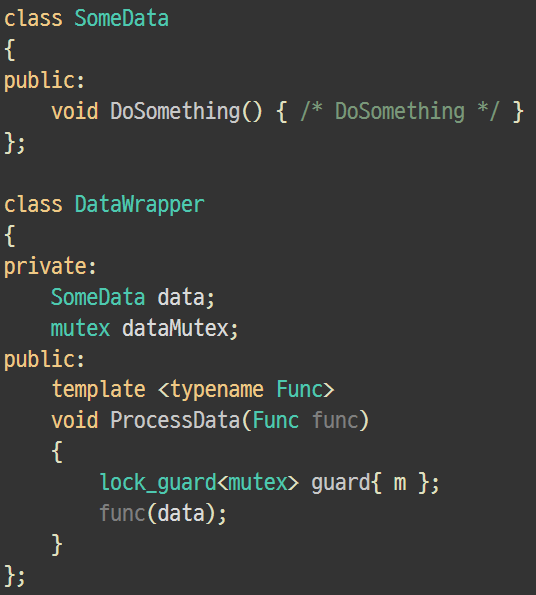 class SomeData
{
public:
    void DoSomething() { /* DoSomething */ }
};

class DataWrapper
{
private:
    SomeData data;
    mutex dataMutex;
public:
    template <typename Func>
    void ProcessData(Func func)
    {
        lock_guard<mutex> guard{ m };
        func(data);
    }
};